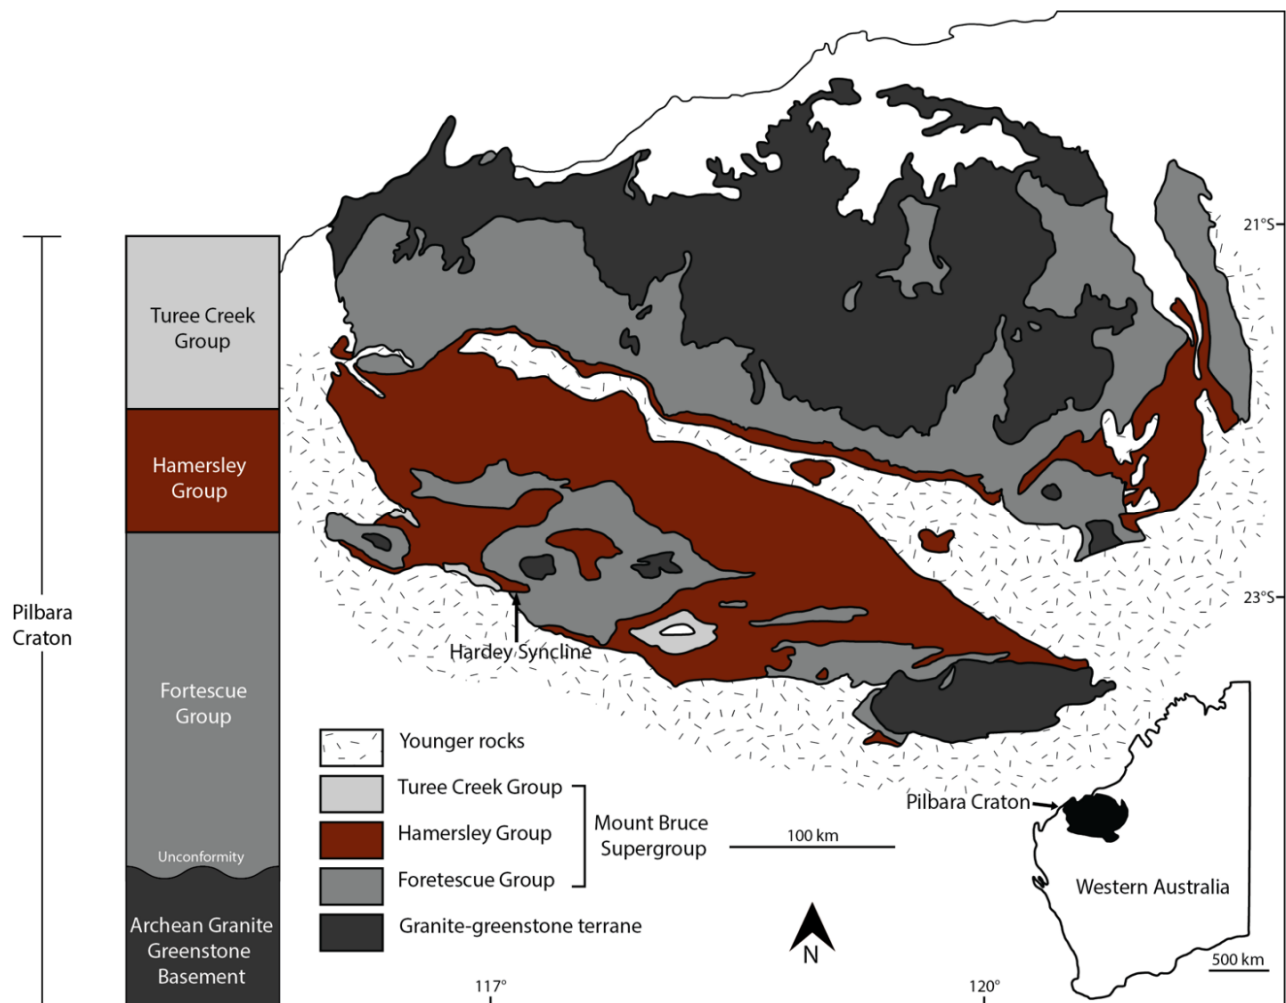 Turee Creek
Group
Hamersley
Group
Pilbara
Craton
Fortescue
Group
Unconformity
Archean Granite
Greenstone
Basement
21°S
23°S
Hardey Syncline
Younger rocks
Turee Creek Group
Hamersley Group
Foretescue Group
Granite-greenstone terrane
Mount Bruce
Supergroup
100 km
N
Pilbara Craton
Western Australia
500 km
117°
120°